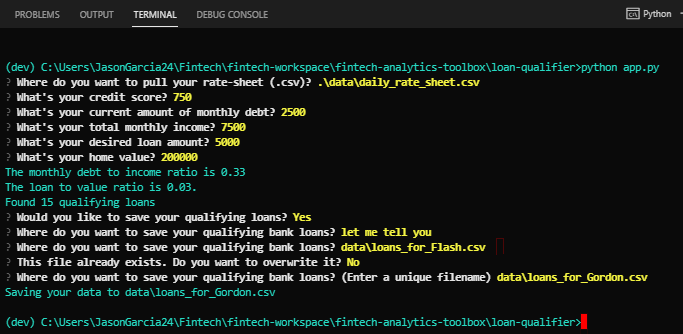 PROBLEMS OUTPUT TERMINAL DEBUG CONSOLE Python
(dev) C:\Users\JasonGarcia24\Fintech\fintech-workspace\fintech-analytics-toolbox\loan-qualifier>python app.py
? Where do you want to pull your rate-sheet (.csv)? .\data\daily_rate_sheet.csv
? What's your credit score? 750
? What's your current amount of monthly debt? 2500
? What's your total monthly income? 7500
? What's your desired loan amount? 5000
? What's your home value? 200000
The monthly debt to income ratio is 0.33
The loan to value ratio is 0.03.
Found 15 qualifying loans
? Would you like to save your qualifying loans? Yes
? Where do you want to save your qualifying bank loans? let me tell you
? Where do you want to save your qualifying bank loans? data\loans_for_Flash.csv
? This file already exists. Do you want to overwrite it? No
? Where do you want to save your qualifying bank loans? (Enter a unique filename) data\loans_for_Gordon.csv
Saving your data to data\loans_for_Gordon.csv
(dev) C:\Users\JasonGarcia24\Fintech\fintech-workspace\fintech-analytics-toolbox\loan-qualifier>